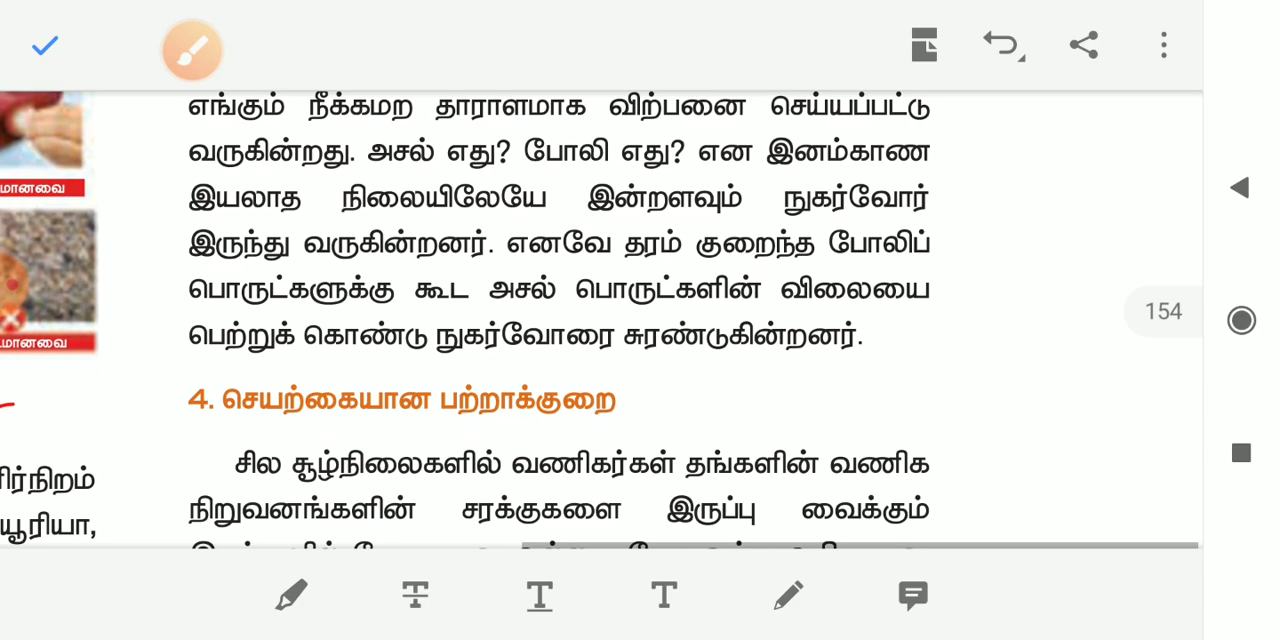 எங்கும் நீக்கமற தாராளமாக விற்பனை செய்யப்பட்டு
வருகின்றது. அசல் எது? போலி எது? என இனம்காண
இயலாத நிலையிலேயே இன்றளவும் நுகர்வோர்
இருந்து வருகின்றனர். எனவே தரம் குறைந்த போலிப்
பொருட்களுக்கு கூட அசல் பொருட்களின் விலையை
பெற்றுக் கொண்டு நுகர்வோரை சுரண்டுகின்றனர்.
4. செயற்கையான பற்றாக்குறை
சில சூழ்நிலைகளில் வணிகர்கள் தங்களின் வணிக
நிறுவனங்களின் சரக்குகளை இருப்பு வைக்கும்
மானவை
மானவை
ிர்நிறம்
யூரியா,
154